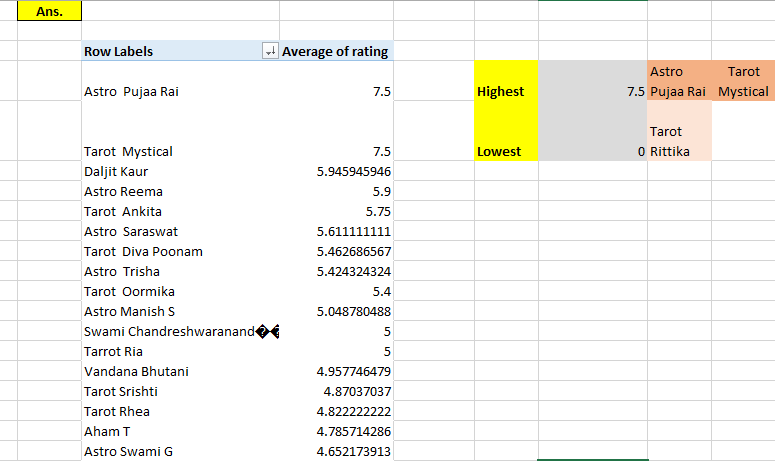 Ans.
Row Labels Average of rating
Astro Pujaa Rai 7.5
Tarot Mystical 7.5
Daljit Kaur 5.945945946
Astro Reema 5.9
Tarot Ankita 5.75
Astro Saraswat 5.611111111
Tarot Diva Poonam 5.462686567
Astro Trisha 5.424324324
Tarot Oormika 5.4
Astro Manish S 5.048780488
Swami Chandreshwaranand�� 5
Tarrot Ria 5
Vandana Bhutani 4.957746479
Tarot Srishti 4.87037037
Tarot Rhea 4.822222222
Aham T 4.785714286
Astro Swami G 4.652173913
Astro Tarot
Highest 7.5 Pujaa Rai Mystical
Tarot
Lowest 0 Rittika